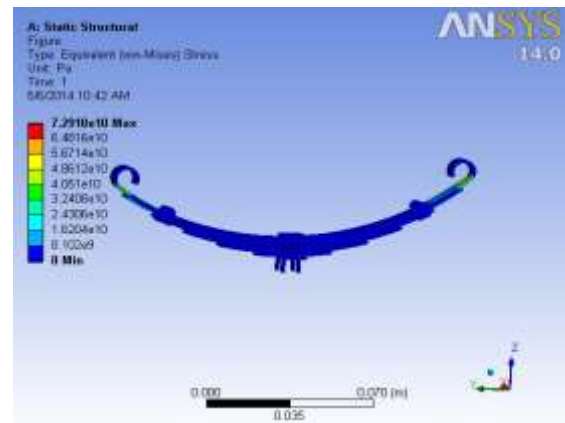 A: Static Structural
Figure
Type: Equivalent (von-Mises) Stress
Unit: Pa
Time: 1
6/6/2014 10:42 AM
7.2918e10 Max
6.4816e10
5.6714e10
4.8612e10
4.051e10
3.2408e10
2.4306e10
1.6204e10
8.102e9
0 Min
ANSYS
14.0
0.000
0.070 (m)
0.035
Z
Y